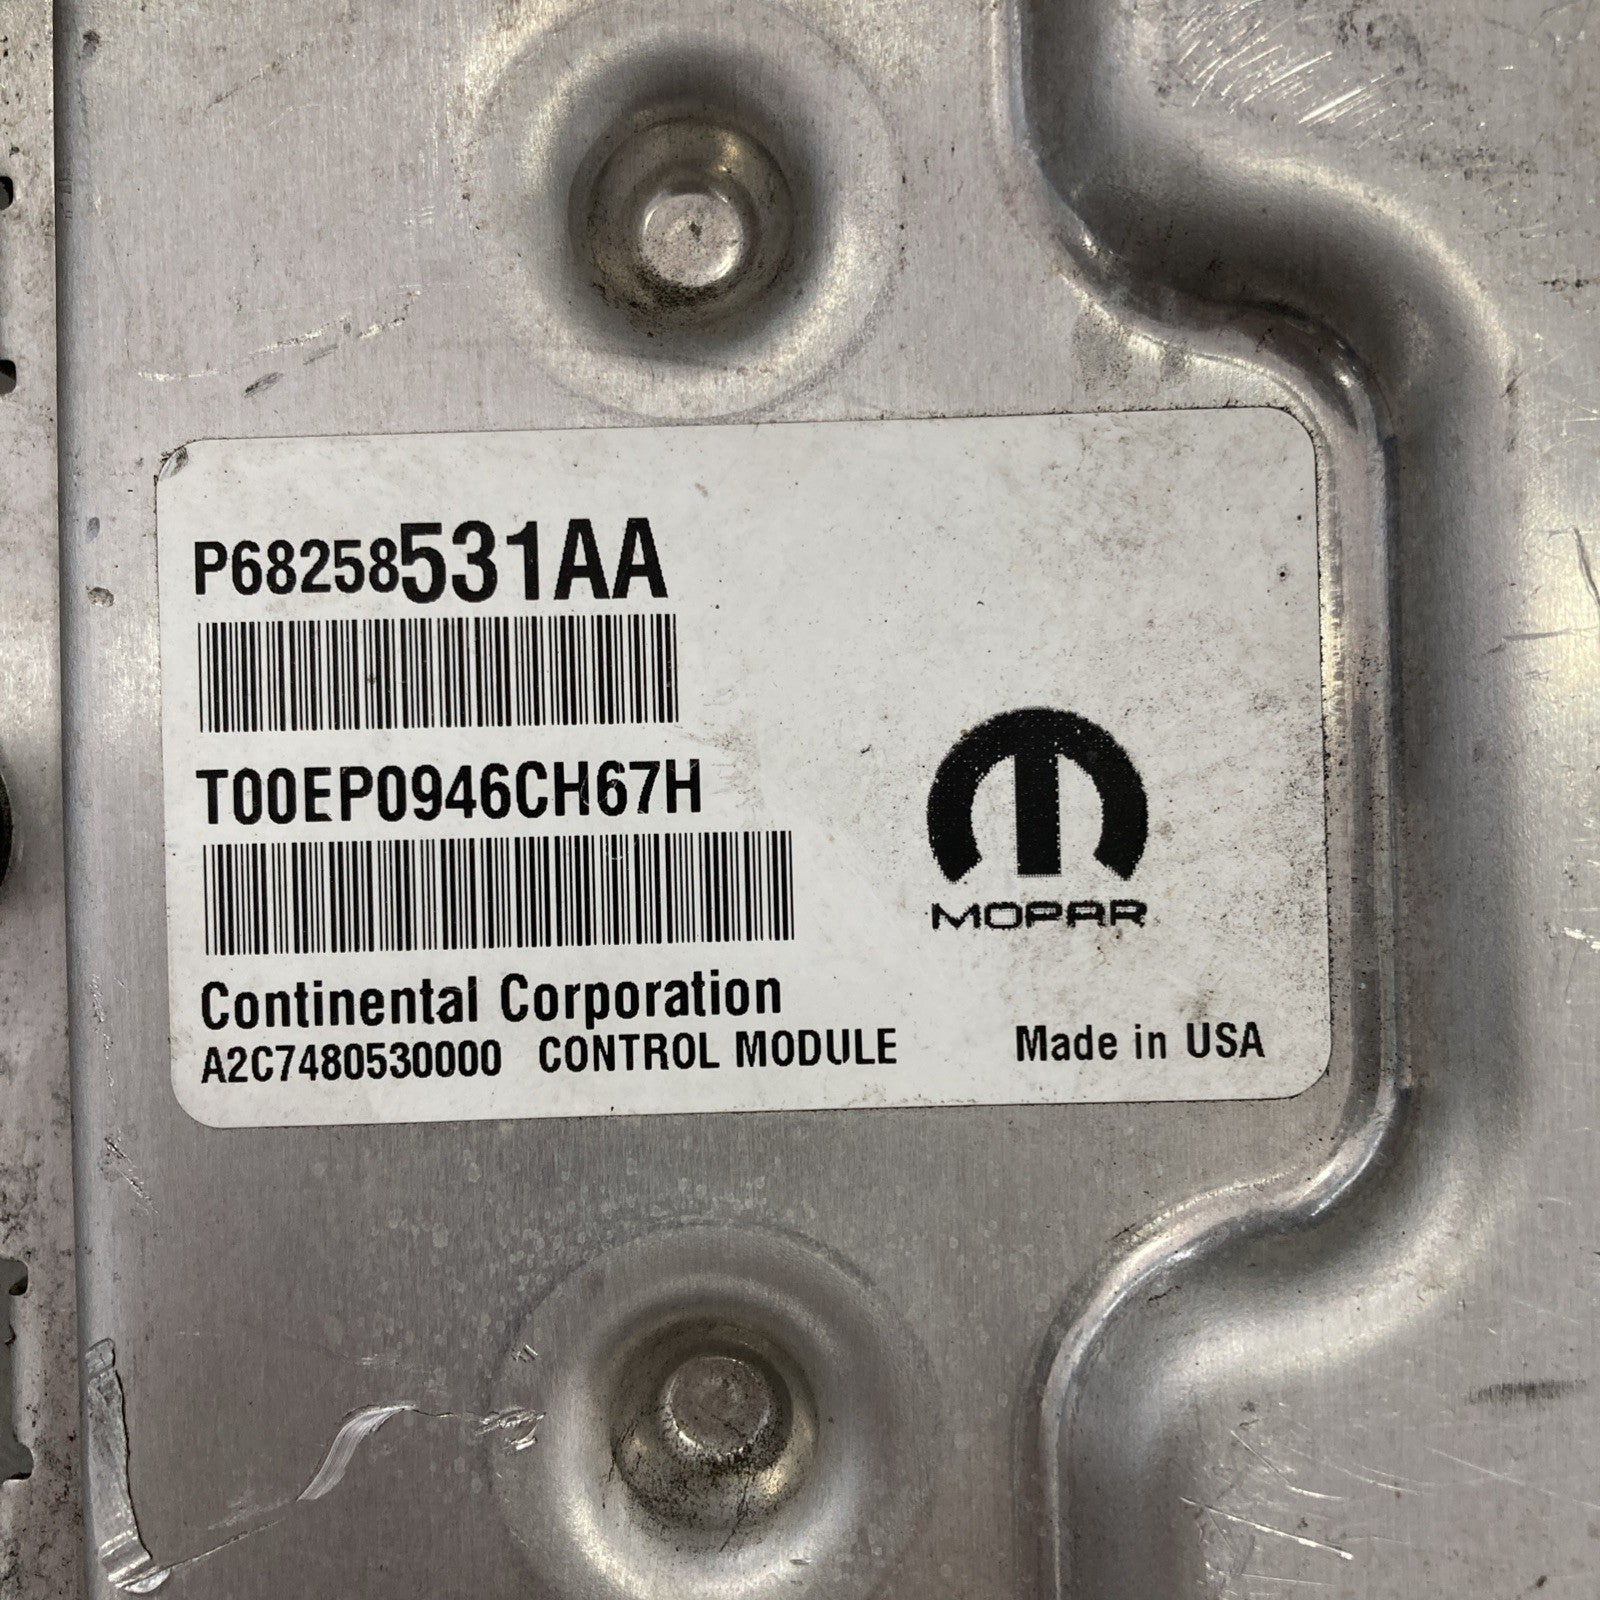 P68258531AA
T00EP0946CH67H
MOPAR
Continental Corporation
A2C7480530000 CONTROL MODULE Made in USA